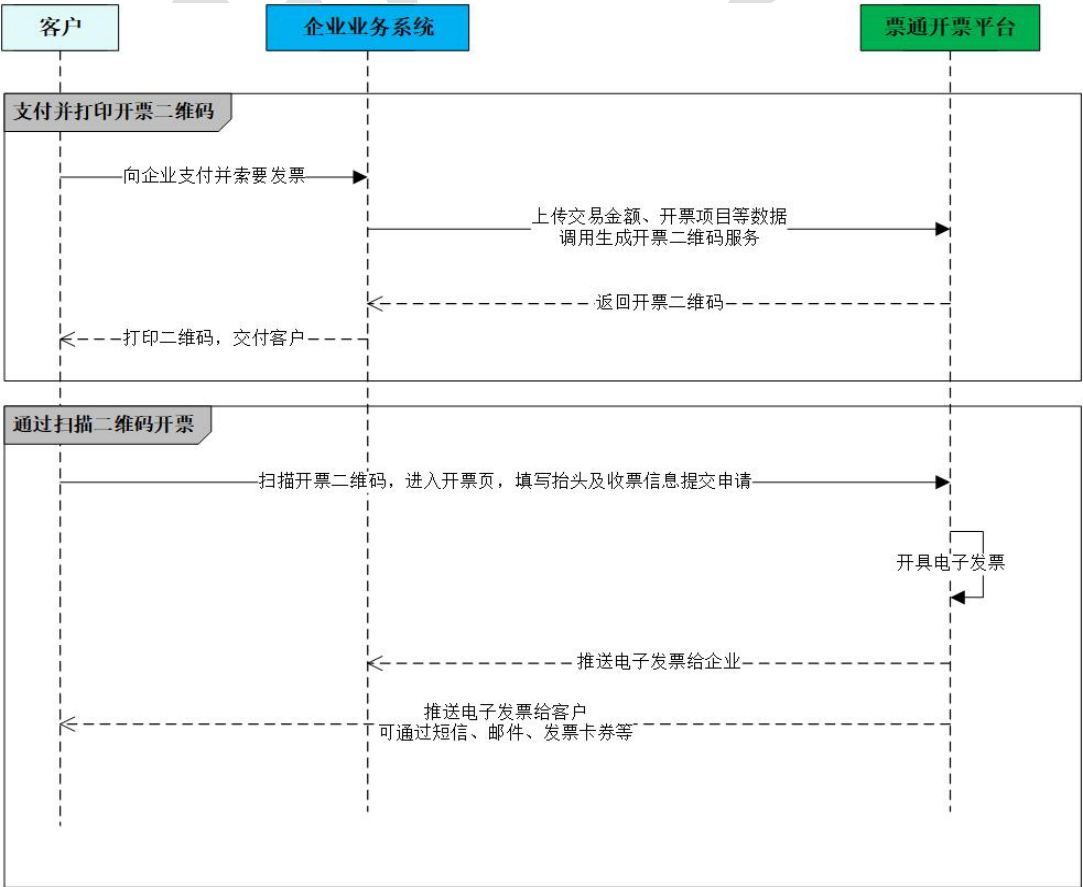 客户
企业业务系统
票通开票平台
支付并打印开票二维码
向企业支付并索要发票
上传交易金额、开票项目等数据
调用生成开票二维码服务
返回开票二维码
打印二维码，交付客户
通过扫描二维码开票
扫描开票二维码，进入开票页，填写抬头及收票信息提交申请
开具电子发票
推送电子发票给企业
推送电子发票给客户
可通过短信、邮件、发票卡券等